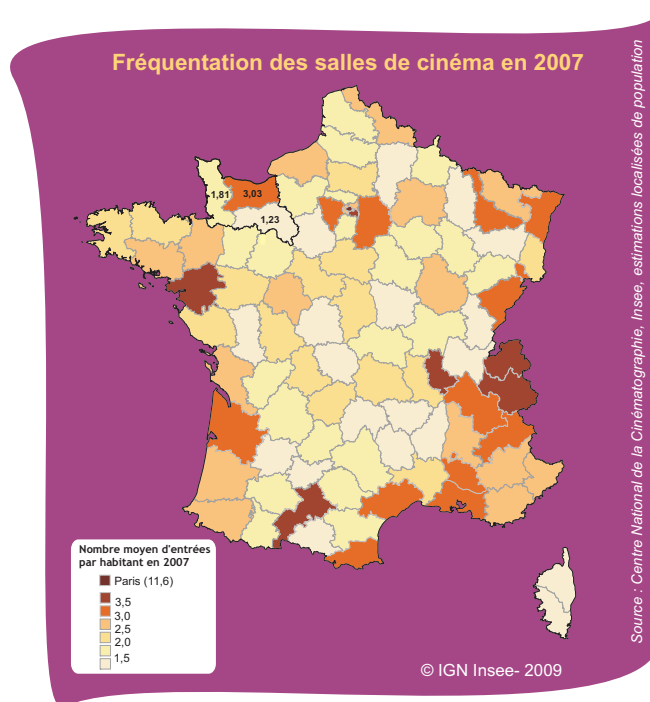 Fréquentation des salles de cinéma en 2007
1,81
3,03
1,23
Nombre moyen d'entrées
par habitant en 2007
Paris (11,6)
3,5
3,0
2,5
2,0
1,5
© IGN Insee- 2009
Source : Centre National de la Cinématographie, Insee, estimations localisées de population